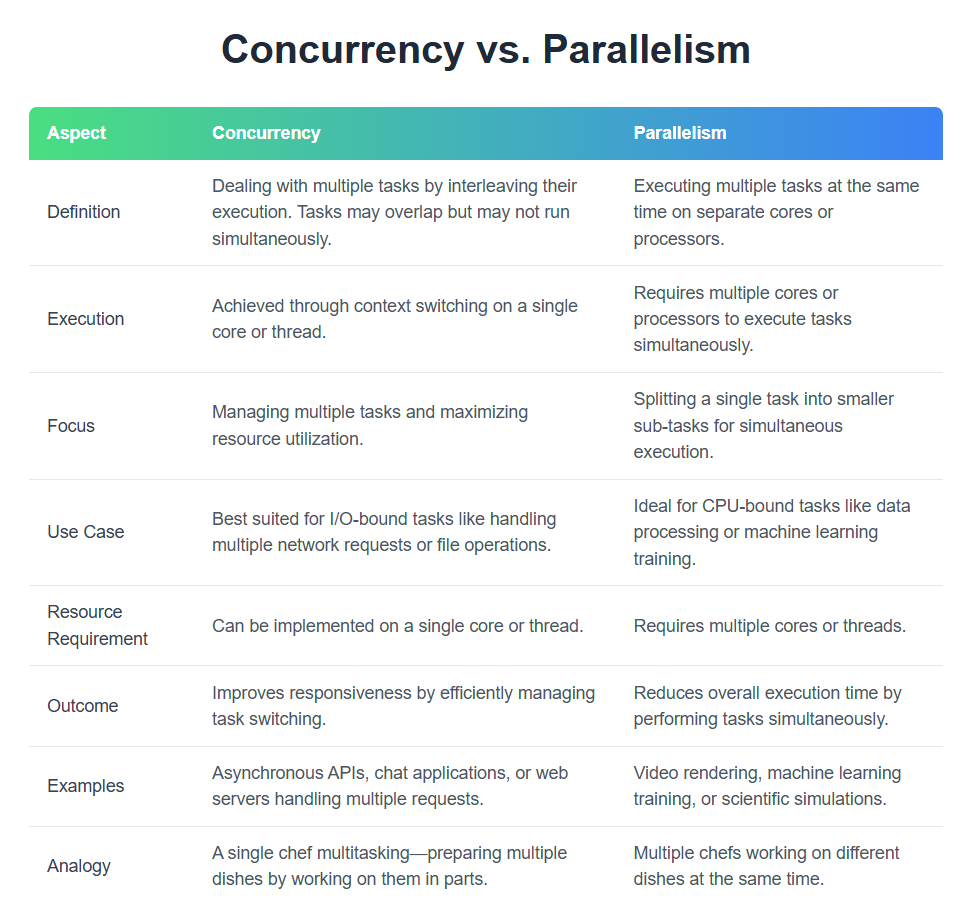 Concurrency vs. Parallelism
Aspect Concurrency Parallelism
Definition
Dealing with multiple tasks by interleaving their
execution. Tasks may overlap but may not run
simultaneously.
Executing multiple tasks at the same
time on separate cores or
processors.
Execution
Achieved through context switching on a single
core or thread.
Requires multiple cores or
processors to execute tasks
simultaneously.
Focus
Managing multiple tasks and maximizing
resource utilization.
Splitting a single task into smaller
sub-tasks for simultaneous
execution.
Use Case
Best suited for I/O-bound tasks like handling
multiple network requests or file operations.
Ideal for CPU-bound tasks like data
processing or machine learning
training.
Resource
Requirement
Can be implemented on a single core or thread.
Requires multiple cores or threads.
Outcome
Improves responsiveness by efficiently managing
task switching.
Reduces overall execution time by
performing tasks simultaneously.
Examples
Asynchronous APIs, chat applications, or web
servers handling multiple requests.
Video rendering, machine learning
training, or scientific simulations.
Analogy
A single chef multitasking—preparing multiple
dishes by working on them in parts.
Multiple chefs working on different
dishes at the same time.